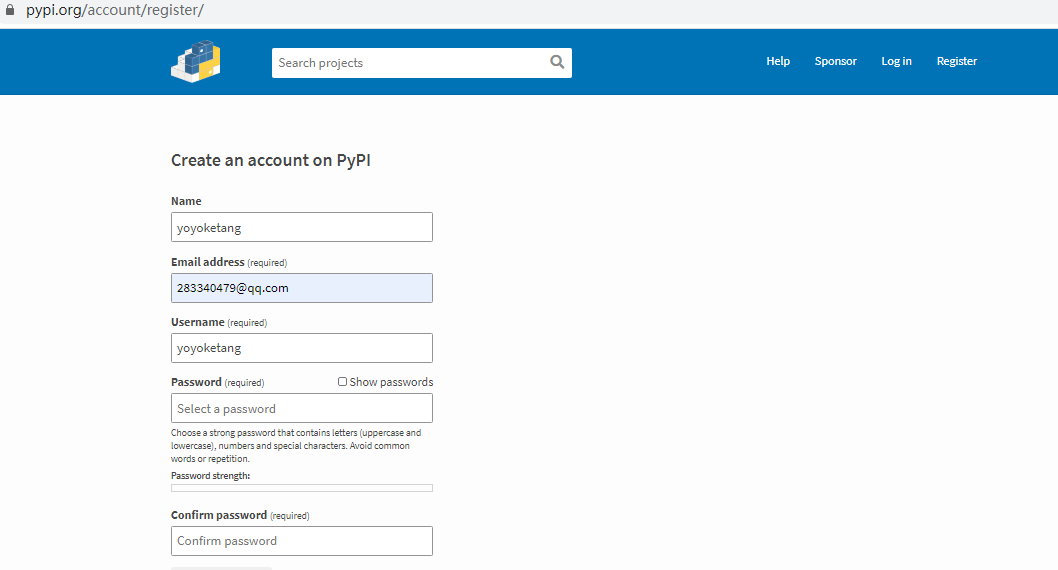 pypi.org/account/register/
Search projects
Help Sponsor Log in Register
Create an account on PyPI
Name
yoyoketang
Email address (required)
283340479@qq.com
Username (required)
yoyoketang
Password (required) Show passwords
Select a password
Choose a strong password that contains letters (uppercase and
lowercase), numbers and special characters. Avoid common
words or repetition.
Password strength:
Confirm password (required)
Confirm password